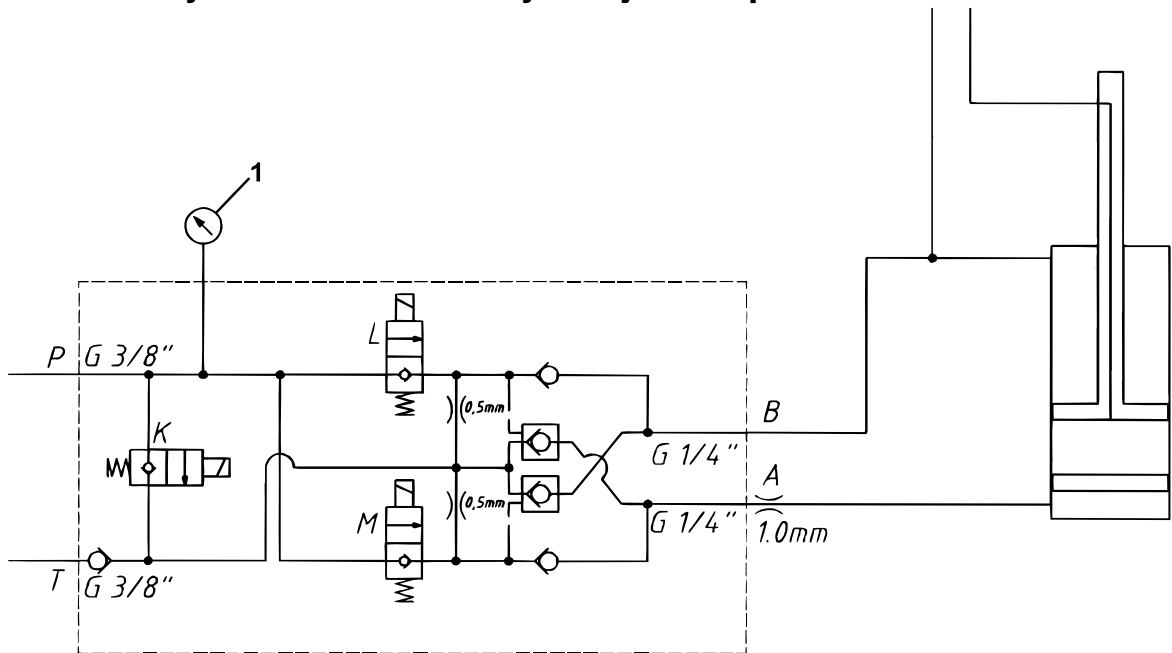 1
L
P G 3/8"
)(0,5mm
K
B
G 1/4"
A
M
)(0,5mm
G 1/4"
1.0mm
T G 3/8"